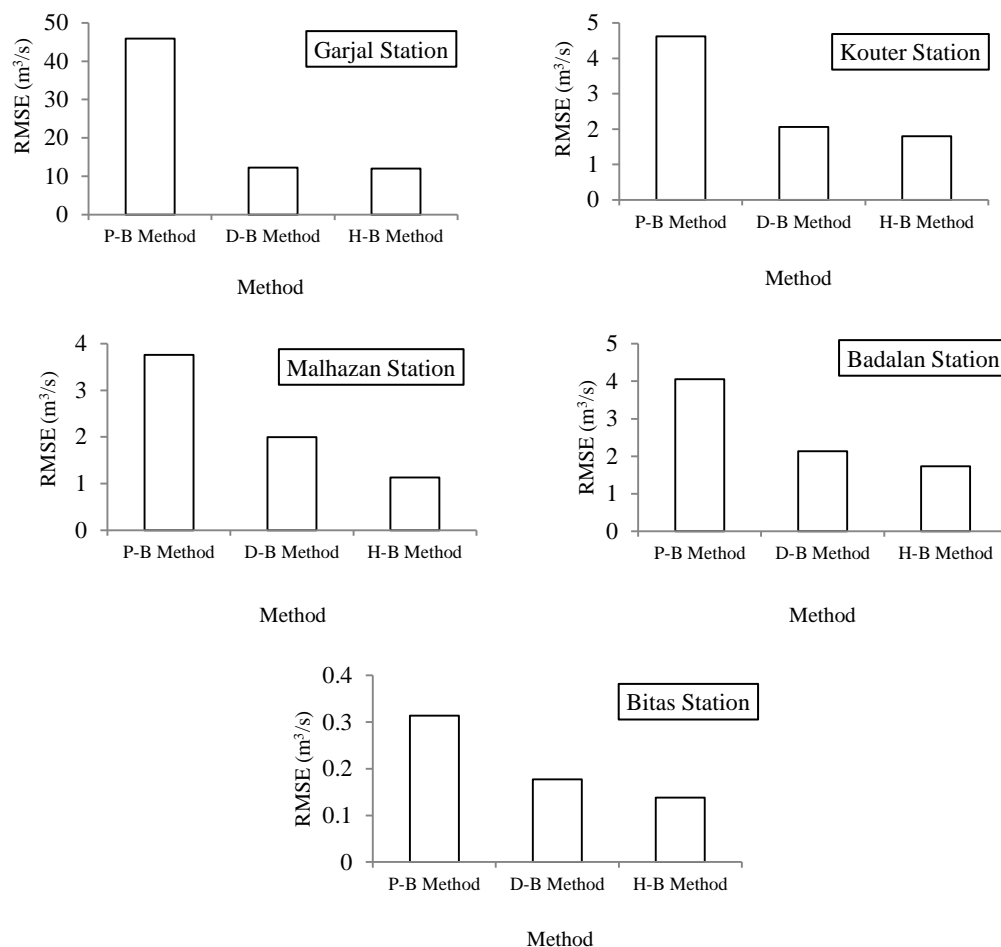 Garjal Station
RMSE (m³/s)
50
40
30
20
10
0
P-B Method D-B Method H-B Method
Method
Kouter Station
RMSE (m³/s)
5
4
3
2
1
0
P-B Method D-B Method H-B Method
Method
Malhazan Station
RMSE (m³/s)
4
3
2
1
0
P-B Method D-B Method H-B Method
Method
Badalan Station
RMSE (m³/s)
5
4
3
2
1
0
P-B Method D-B Method H-B Method
Method
Bitas Station
RMSE (m³/s)
0.4
0.3
0.2
0.1
0
P-B Method D-B Method H-B Method
Method